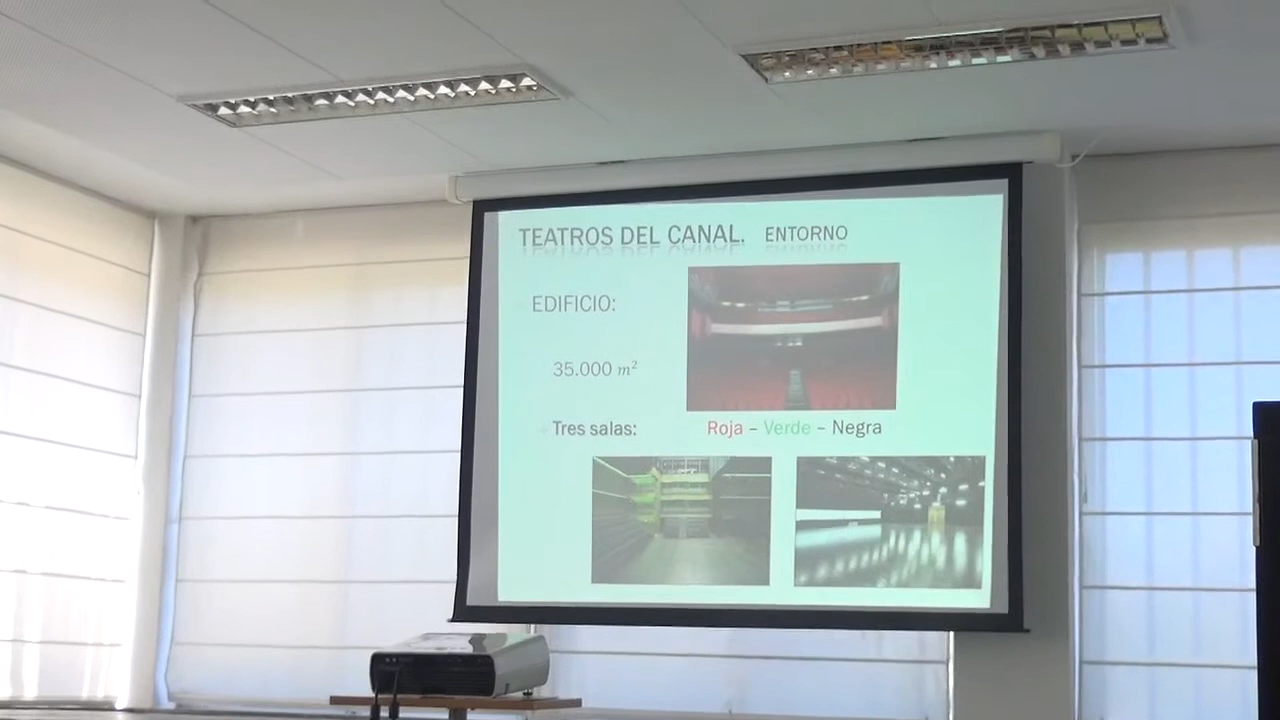 TEATROS DEL CANAL. ENTORNO
EDIFICIO:
35.000 m²
Tres salas:
Roja – Verde – Negra